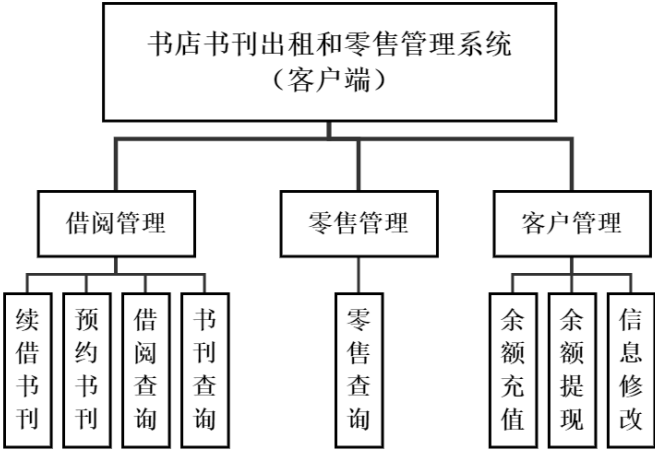 书店书刊出租和零售管理系统
（客户端）
借阅管理
零售管理
客户管理
续借书刊
预约书刊
借阅查询
书刊查询
零售查询
余额充值
余额提现
信息修改